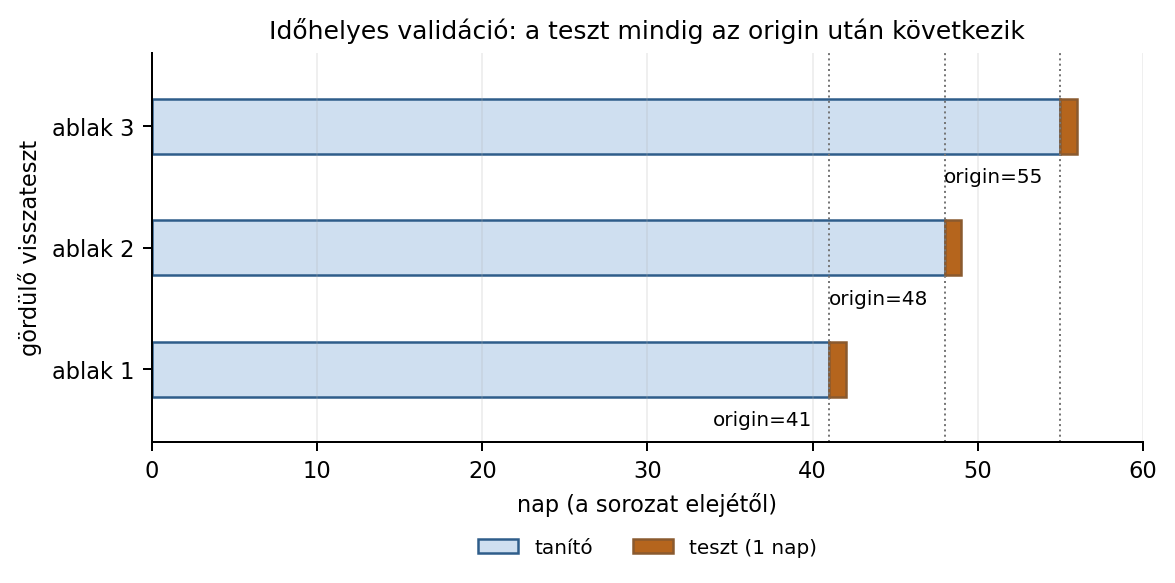 Időhelyes validáció: a teszt mindig az origin után következik
gördülő visszateszt
ablak 3
origin=55
ablak 2
origin=48
ablak 1
origin=41
0 10 20 30 40 50 60
nap (a sorozat elejétől)
tanító teszt (1 nap)